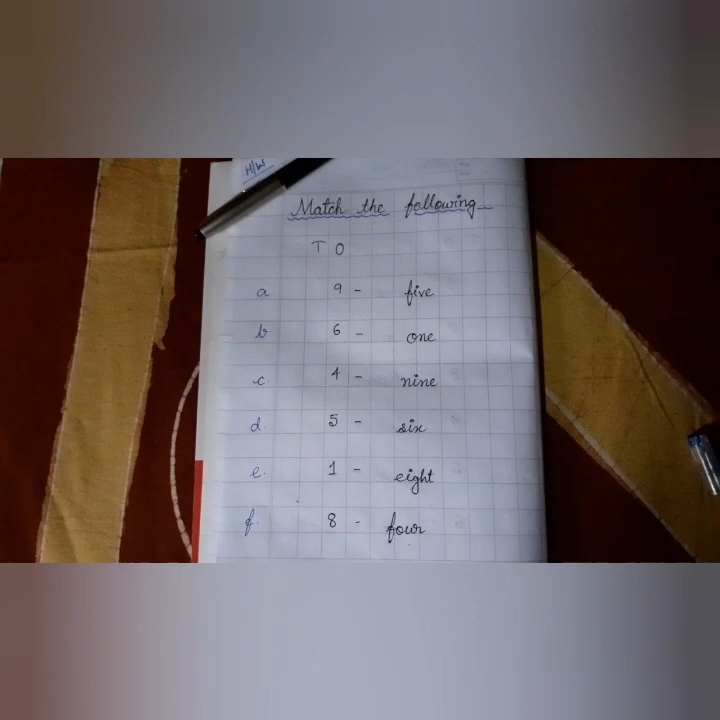 H/W
Match the following
T O
a 9 - five
b 6 - one
c. 4 - nine
d. 5 - six
e. 1 - eight
f. 8 - four